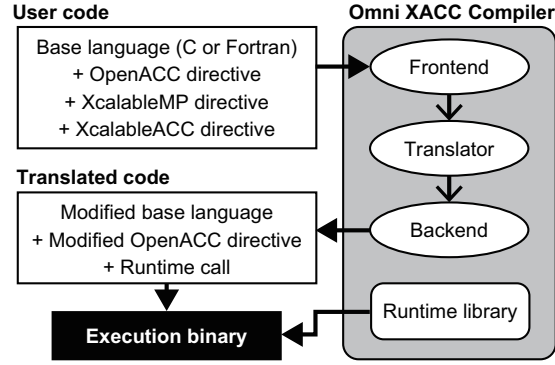 User code
Base language (C or Fortran)
+ OpenACC directive
+ XcalableMP directive
+ XcalableACC directive
Omni XACC Compiler
Frontend
Translator
Backend
Runtime library
Translated code
Modified base language
+ Modified OpenACC directive
+ Runtime call
Execution binary